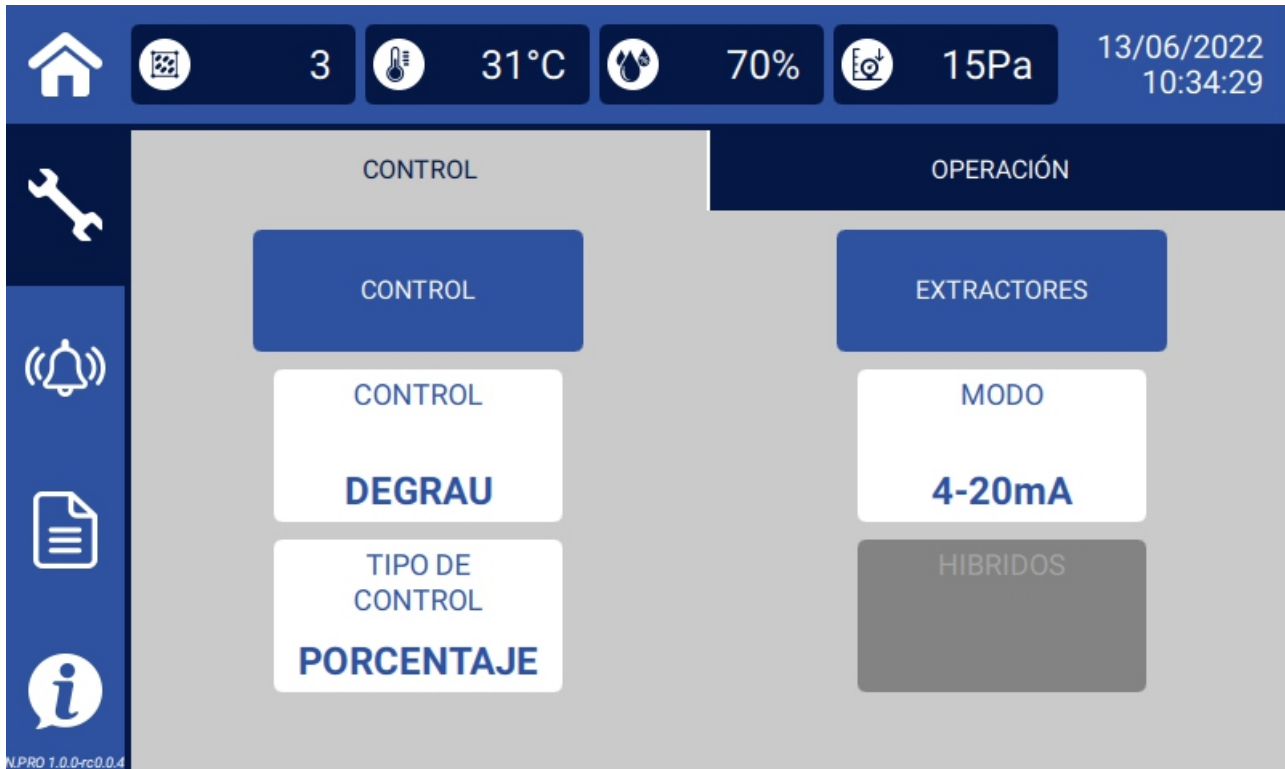 3 31°C 70% 15Pa 13/06/2022
10:34:29
CONTROL OPERACIÓN
CONTROL
CONTROL
DEGRAU
TIPO DE
CONTROL
PORCENTAJE
EXTRACTORES
MODO
4-20mA
HIBRIDOS
N.PRO 1.0.0-rc0.0.4